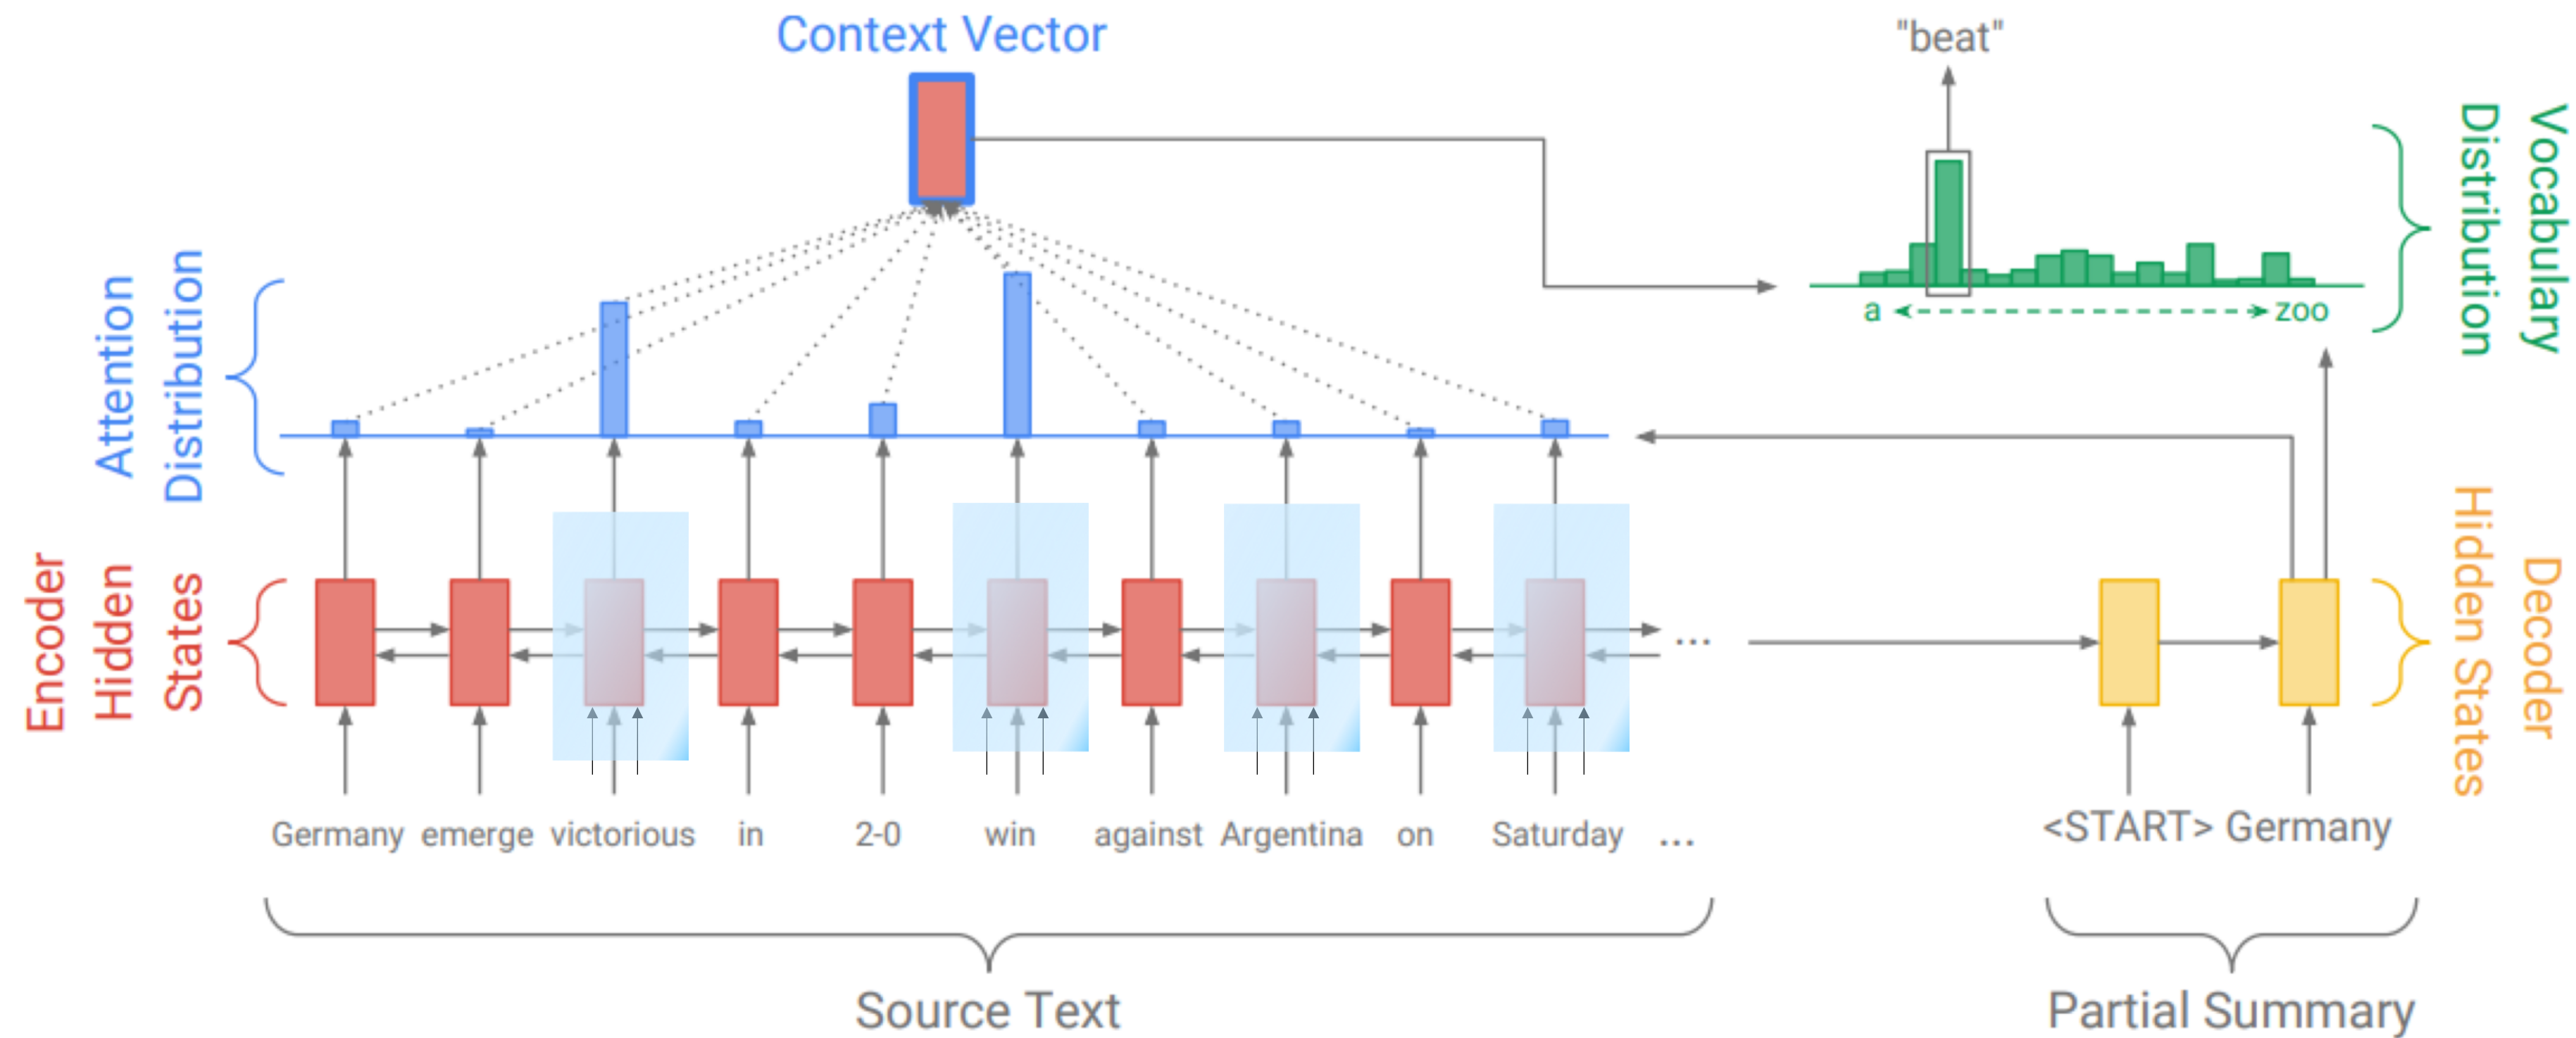 Context Vector
"beat"
Vocabulary
Distribution
a
zoo
Attention
Distribution
Encoder
Hidden
States
...
Decoder
Hidden States
Germany emerge victorious in 2-0 win against Argentina on Saturday ...
<START> Germany
Source Text
Partial Summary